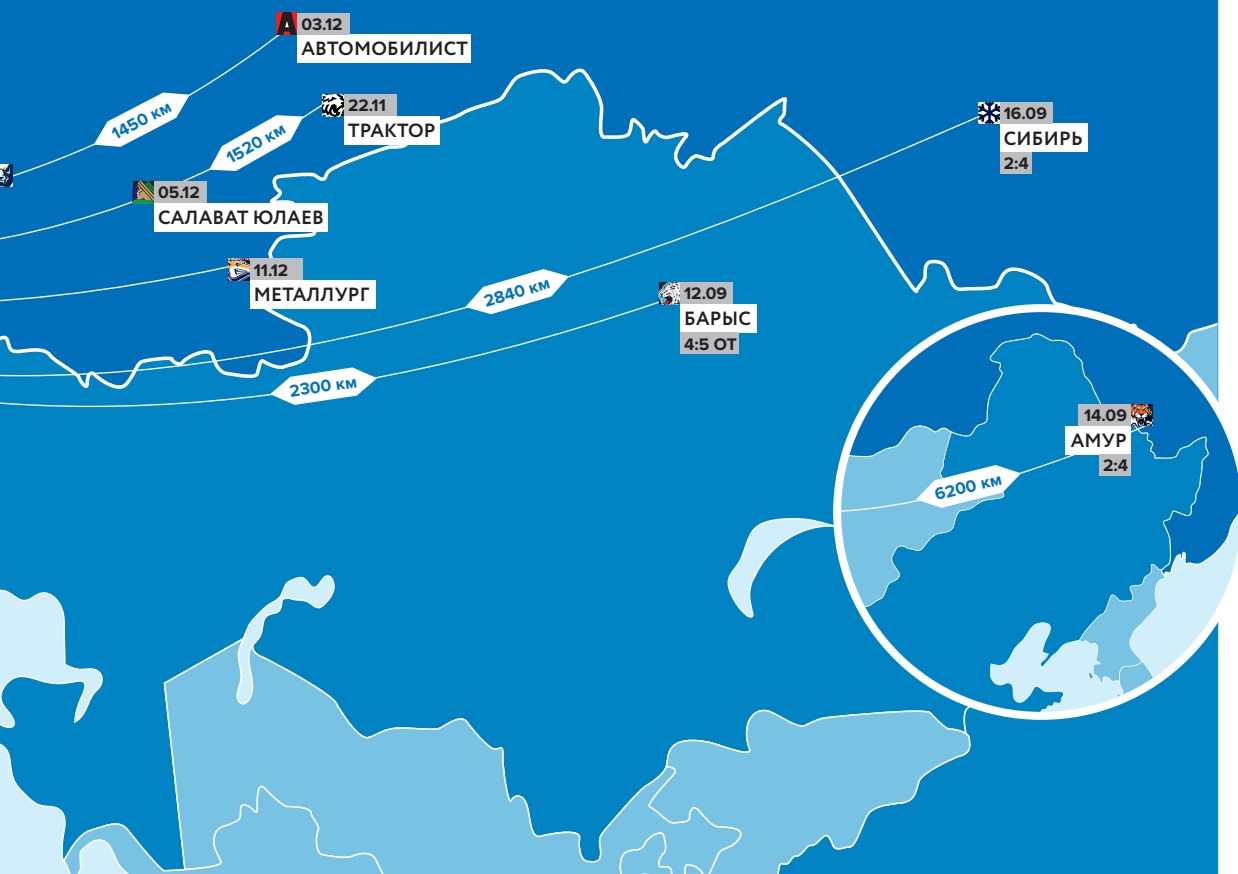 03.12
АВТОМОБИЛИСТ
1450 км
22.11
ТРАКТОР
1520 км
16.09
СИБИРЬ
2:4
05.12
САЛАВАТ ЮЛАЕВ
11.12
МЕТАЛЛУРГ
2840 км
12.09
БАРЫС
4:5 ОТ
2300 км
14.09
АМУР
2:4
6200 км